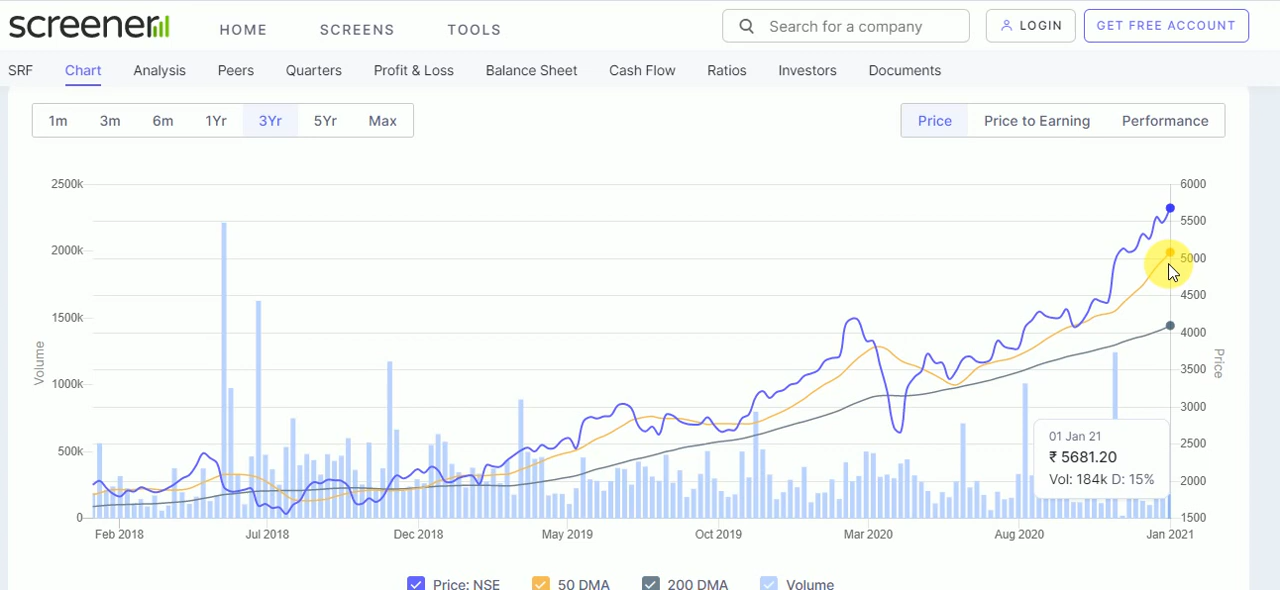 screener
HOME SCREENS TOOLS
Search for a company
LOGIN
GET FREE ACCOUNT
SRF Chart Analysis Peers Quarters Profit & Loss Balance Sheet Cash Flow Ratios Investors Documents
1m 3m 6m 1Yr 3Yr 5Yr Max
Price Price to Earning Performance
2500k 6000
5500
2000k 5000
4500
1500k 4000
3500
1000k 3000
500k 2500
2000
0 1500
Volume
Price
01 Jan 21
₹ 5681.20
Vol: 184k D: 15%
Feb 2018 Jul 2018 Dec 2018 May 2019 Oct 2019 Mar 2020 Aug 2020 Jan 2021
Price: NSE 50 DMA 200 DMA Volume